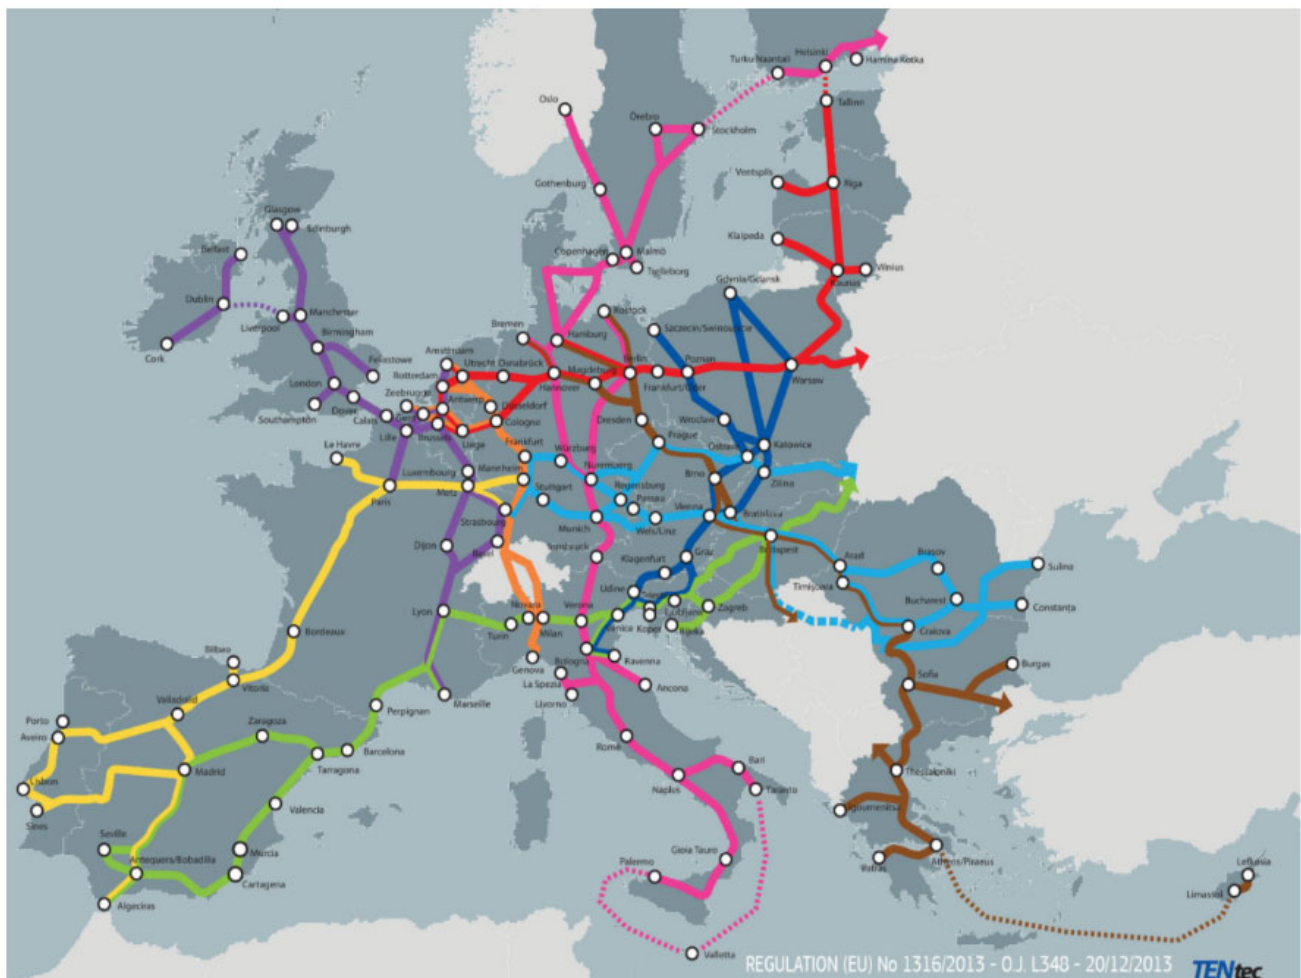 Helsinki
Turku/Naantali
Hamina Kotka
Oslo
Örebro
Stockholm
Tallinn
Ventspils
Riga
Gothenburg
Glasgow
Edinburgh
Klaipeda
Belfast
Copenhagen
Malmö
Trelleborg
Vilnius
Kaunas
Gdynia/Gdansk
Dublin
Liverpool
Manchester
Rostock
Bremen
Hamburg
Szczecin/Swinoujscie
Birmingham
Cork
Felixstowe
Amsterdam
Utrecht
Osnabrück
Berlin
Poznan
Rotterdam
Magdeburg
Warsaw
London
Zeebrugge
Hannover
Frankfurt/Oder
Southampton
Dover
Antwerp
Düsseldorf
Calais
Gent
Cologne
Dresden
Wroclaw
Lille
Brussels
Liège
Prague
Katowice
Le Havre
Frankfurt
Würzburg
Ostrava
Luxembourg
Mannheim
Nuremberg
Brno
Zilina
Paris
Metz
Stuttgart
Regensburg
Passau
Strasbourg
Munich
Wels/Linz
Vienna
Bratislava
Dijon
Basel
Innsbruck
Klagenfurt
Graz
Budapest
Arad
Brasov
Sulina
Udine
Timişoara
Lyon
Novara
Verona
Zagreb
Bucharest
Constanţa
Turin
Milan
Venice
Koper
Ljubljana
Rijeka
Craiova
Bordeaux
Bilbao
Genova
Bologna
Ravenna
Burgas
Vitoria
La Spezia
Ancona
Sofia
Marseille
Livorno
Valladolid
Perpignan
Porto
Zaragoza
Aveiro
Barcelona
Rome
Tarragona
Madrid
Bari
Thessaloniki
Lisbon
Naples
Taranto
Valencia
Igoumenitsa
Sines
Seville
Murcia
Gioia Tauro
Antequera/Bobadilla
Palermo
Patras
Athens/Piraeus
Lefkosia
Cartagena
Limassol
Algeciras
Valletta
REGULATION (EU) No 1316/2013 - O.J. L348 - 20/12/2013
TENtec